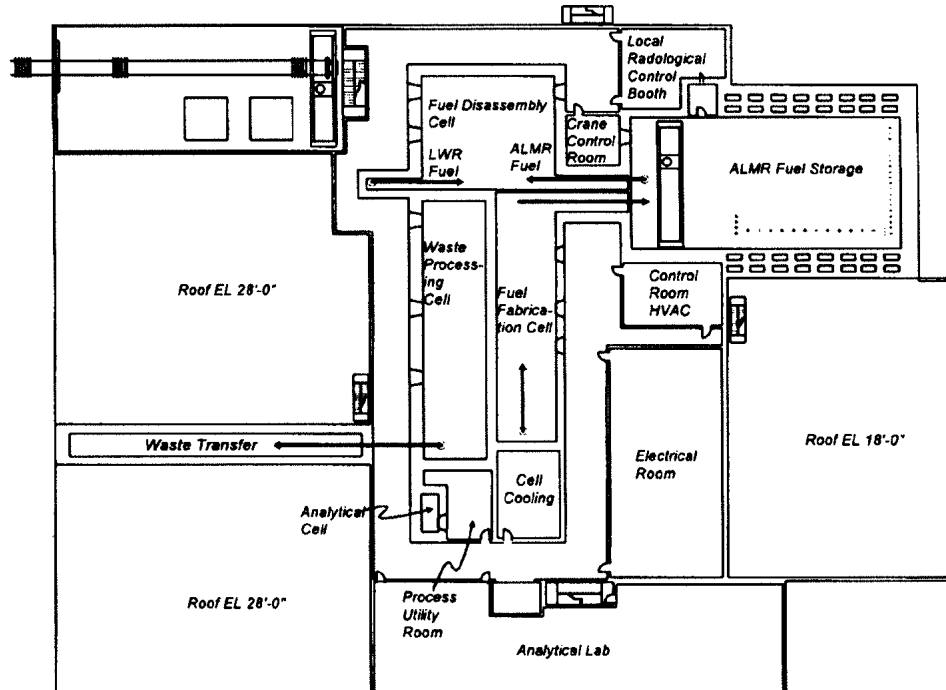 Local
Radological
Control
Booth
Fuel Disassembly
Cell
Crane
Control
Room
LWR
Fuel
ALMR
Fuel
ALMR Fuel Storage
Waste
Process-
ing
Cell
Roof EL 28'-0"
Control
Room
HVAC
Fuel
Fabrica-
tion Cell
Waste Transfer
Roof EL 18'-0"
Electrical
Room
Cell
Cooling
Analytical
Cell
Process
Utility
Room
Roof EL 28'-0"
Analytical Lab